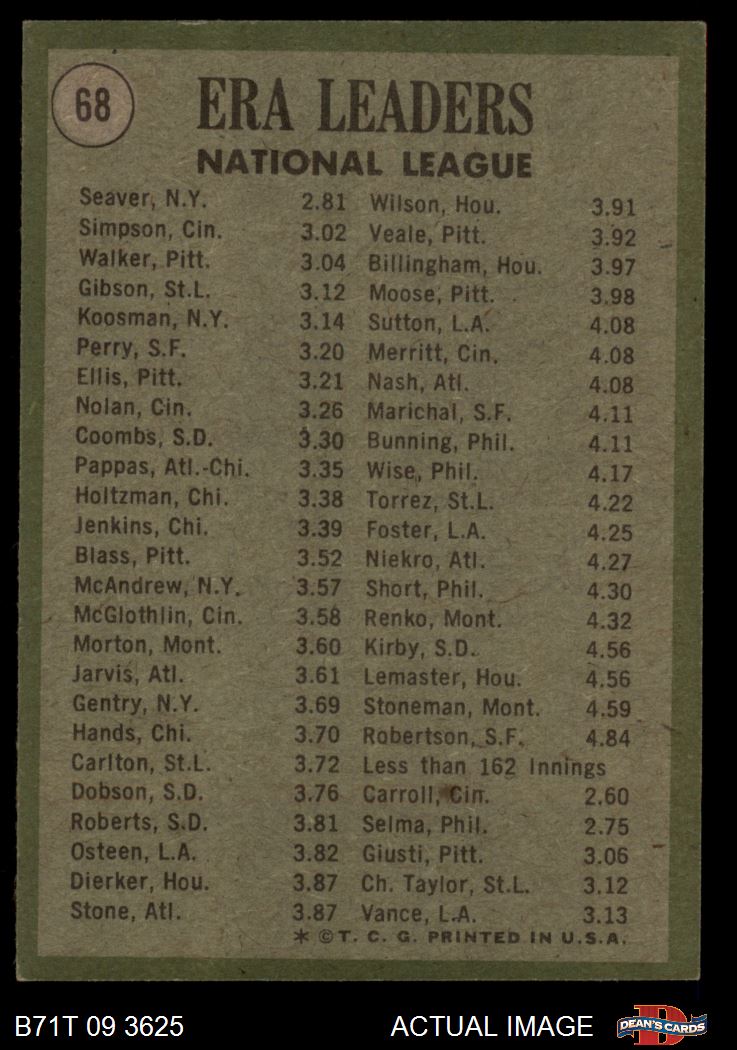 68
ERA LEADERS
NATIONAL LEAGUE
Seaver, N.Y. 2.81
Simpson, Cin. 3.02
Walker, Pitt. 3.04
Gibson, St.L. 3.12
Koosman, N.Y. 3.14
Perry, S.F. 3.20
Ellis, Pitt. 3.21
Nolan, Cin. 3.26
Coombs, S.D. 3.30
Pappas, Atl.-Chi. 3.35
Holtzman, Chi. 3.38
Jenkins, Chi. 3.39
Blass, Pitt. 3.52
McAndrew, N.Y. 3.57
McGlothlin, Cin. 3.58
Morton, Mont. 3.60
Jarvis, Atl. 3.61
Gentry, N.Y. 3.69
Hands, Chi. 3.70
Carlton, St.L. 3.72
Dobson, S.D. 3.76
Roberts, S.D. 3.81
Osteen, L.A. 3.82
Dierker, Hou. 3.87
Stone, Atl. 3.87
Wilson, Hou. 3.91
Veale, Pitt. 3.92
Billingham, Hou. 3.97
Moose, Pitt. 3.98
Sutton, L.A. 4.08
Merritt, Cin. 4.08
Nash, Atl. 4.08
Marichal, S.F. 4.11
Bunning, Phil. 4.11
Wise, Phil. 4.17
Torrez, St.L. 4.22
Foster, L.A. 4.25
Niekro, Atl. 4.27
Short, Phil. 4.30
Renko, Mont. 4.32
Kirby, S.D. 4.56
Lemaster, Hou. 4.56
Stoneman, Mont. 4.59
Robertson, S.F. 4.84
Less than 162 Innings
Carroll, Cin. 2.60
Selma, Phil. 2.75
Giusti, Pitt. 3.06
Ch. Taylor, St.L. 3.12
Vance, L.A. 3.13
* © T. C. G. PRINTED IN U.S.A.
B71T 09 3625 ACTUAL IMAGE
D
DEAN'S CARDS